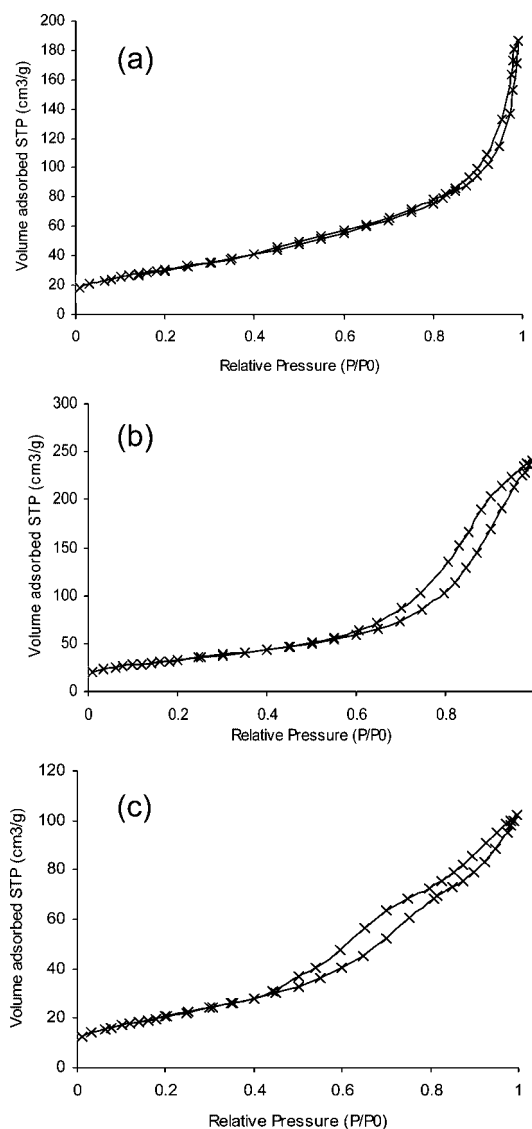 (a)
Volume adsorbed STP (cm3/g)
200
180
160
140
120
100
80
60
40
20
0
0 0.2 0.4 0.6 0.8 1
Relative Pressure (P/P0)
(b)
Volume adsorbed STP (cm3/g)
300
250
200
150
100
50
0
0 0.2 0.4 0.6 0.8
Relative Pressure (P/P0)
(c)
Volume adsorbed STP (cm3/g)
120
100
80
60
40
20
0
0 0.2 0.4 0.6 0.8 1
Relative Pressure (P/P0)